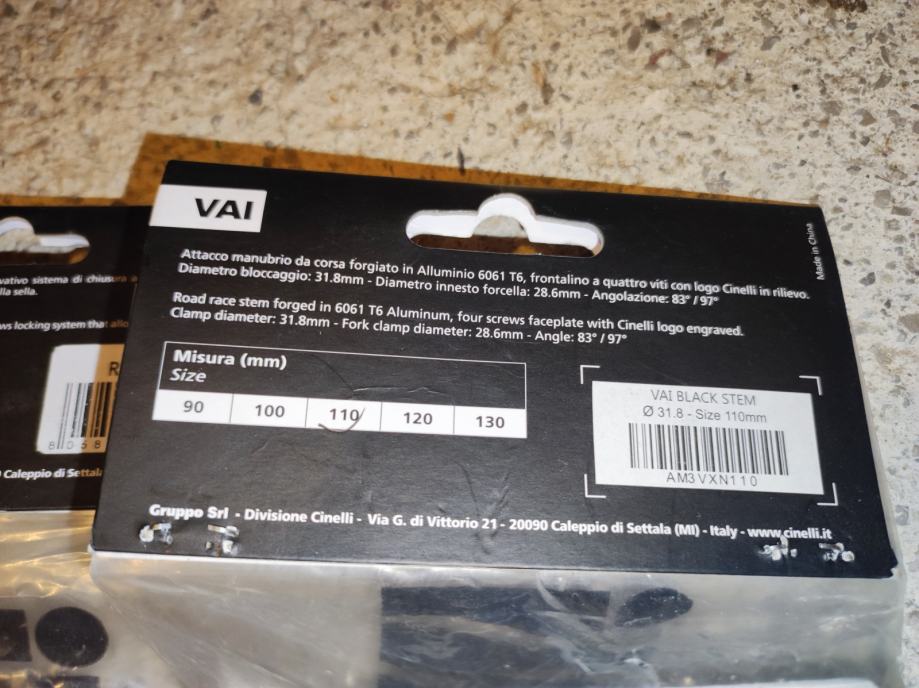 VAI
Attacco manubrio da corsa forgiato in Alluminio 6061 T6, frontalino a quattro viti con logo Cinelli in rilievo.
Diametro bloccaggio: 31.8mm - Diametro innesto forcella: 28.6mm - Angolazione: 83° / 97°
Road race stem forged in 6061 T6 Aluminum, four screws faceplate with Cinelli logo engraved.
Clamp diameter: 31.8mm - Fork clamp diameter: 28.6mm - Angle: 83° / 97°
Misura (mm)
Size
90 100 110 120 130
VAI BLACK STEM
Ø 31.8 - Size 110mm
AM3VXN110
Gruppo Srl - Divisione Cinelli - Via G. di Vittorio 21 - 20090 Caleppio di Settala (MI) - Italy - www.cinelli.it
Made in China
sistema di chiusura a
lla sella.
locking system that allo
R
8 058
Caleppio di Settala